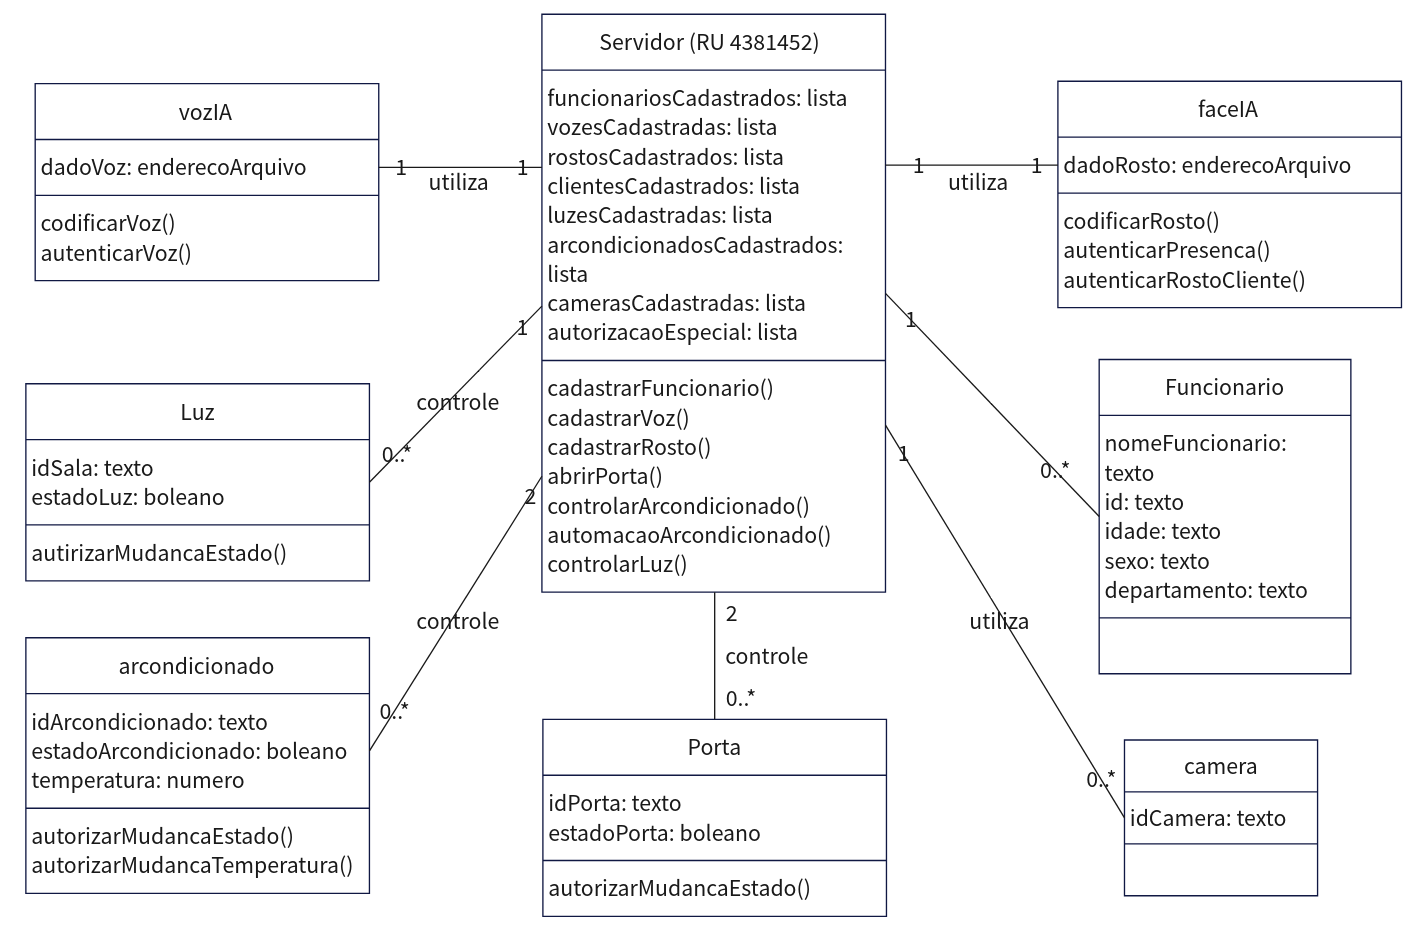 Servidor (RU 4381452)
funcionariosCadastrados: lista
vozesCadastradas: lista
rostosCadastrados: lista
clientesCadastrados: lista
luzesCadastradas: lista
arcondicionadosCadastrados:
lista
camerasCadastradas: lista
autorizacaoEspecial: lista
cadastrarFuncionario()
cadastrarVoz()
cadastrarRosto()
abrirPorta()
controlarArcondicionado()
automacaoArcondicionado()
controlarLuz()
vozIA
dadoVoz: enderecoArquivo
codificarVoz()
autenticarVoz()
1
utiliza
1
faceIA
dadoRosto: enderecoArquivo
codificarRosto()
autenticarPresenca()
autenticarRostoCliente()
1
utiliza
1
Luz
idSala: texto
estadoLuz: boleano
autirizarMudancaEstado()
1
controle
0..*
Funcionario
nomeFuncionario:
texto
id: texto
idade: texto
sexo: texto
departamento: texto
1
0..*
arcondicionado
idArcondicionado: texto
estadoArcondicionado: boleano
temperatura: numero
autorizarMudancaEstado()
autorizarMudancaTemperatura()
2
controle
0..*
2
controle
0..*
Porta
idPorta: texto
estadoPorta: boleano
autorizarMudancaEstado()
1
utiliza
0..*
camera
idCamera: texto